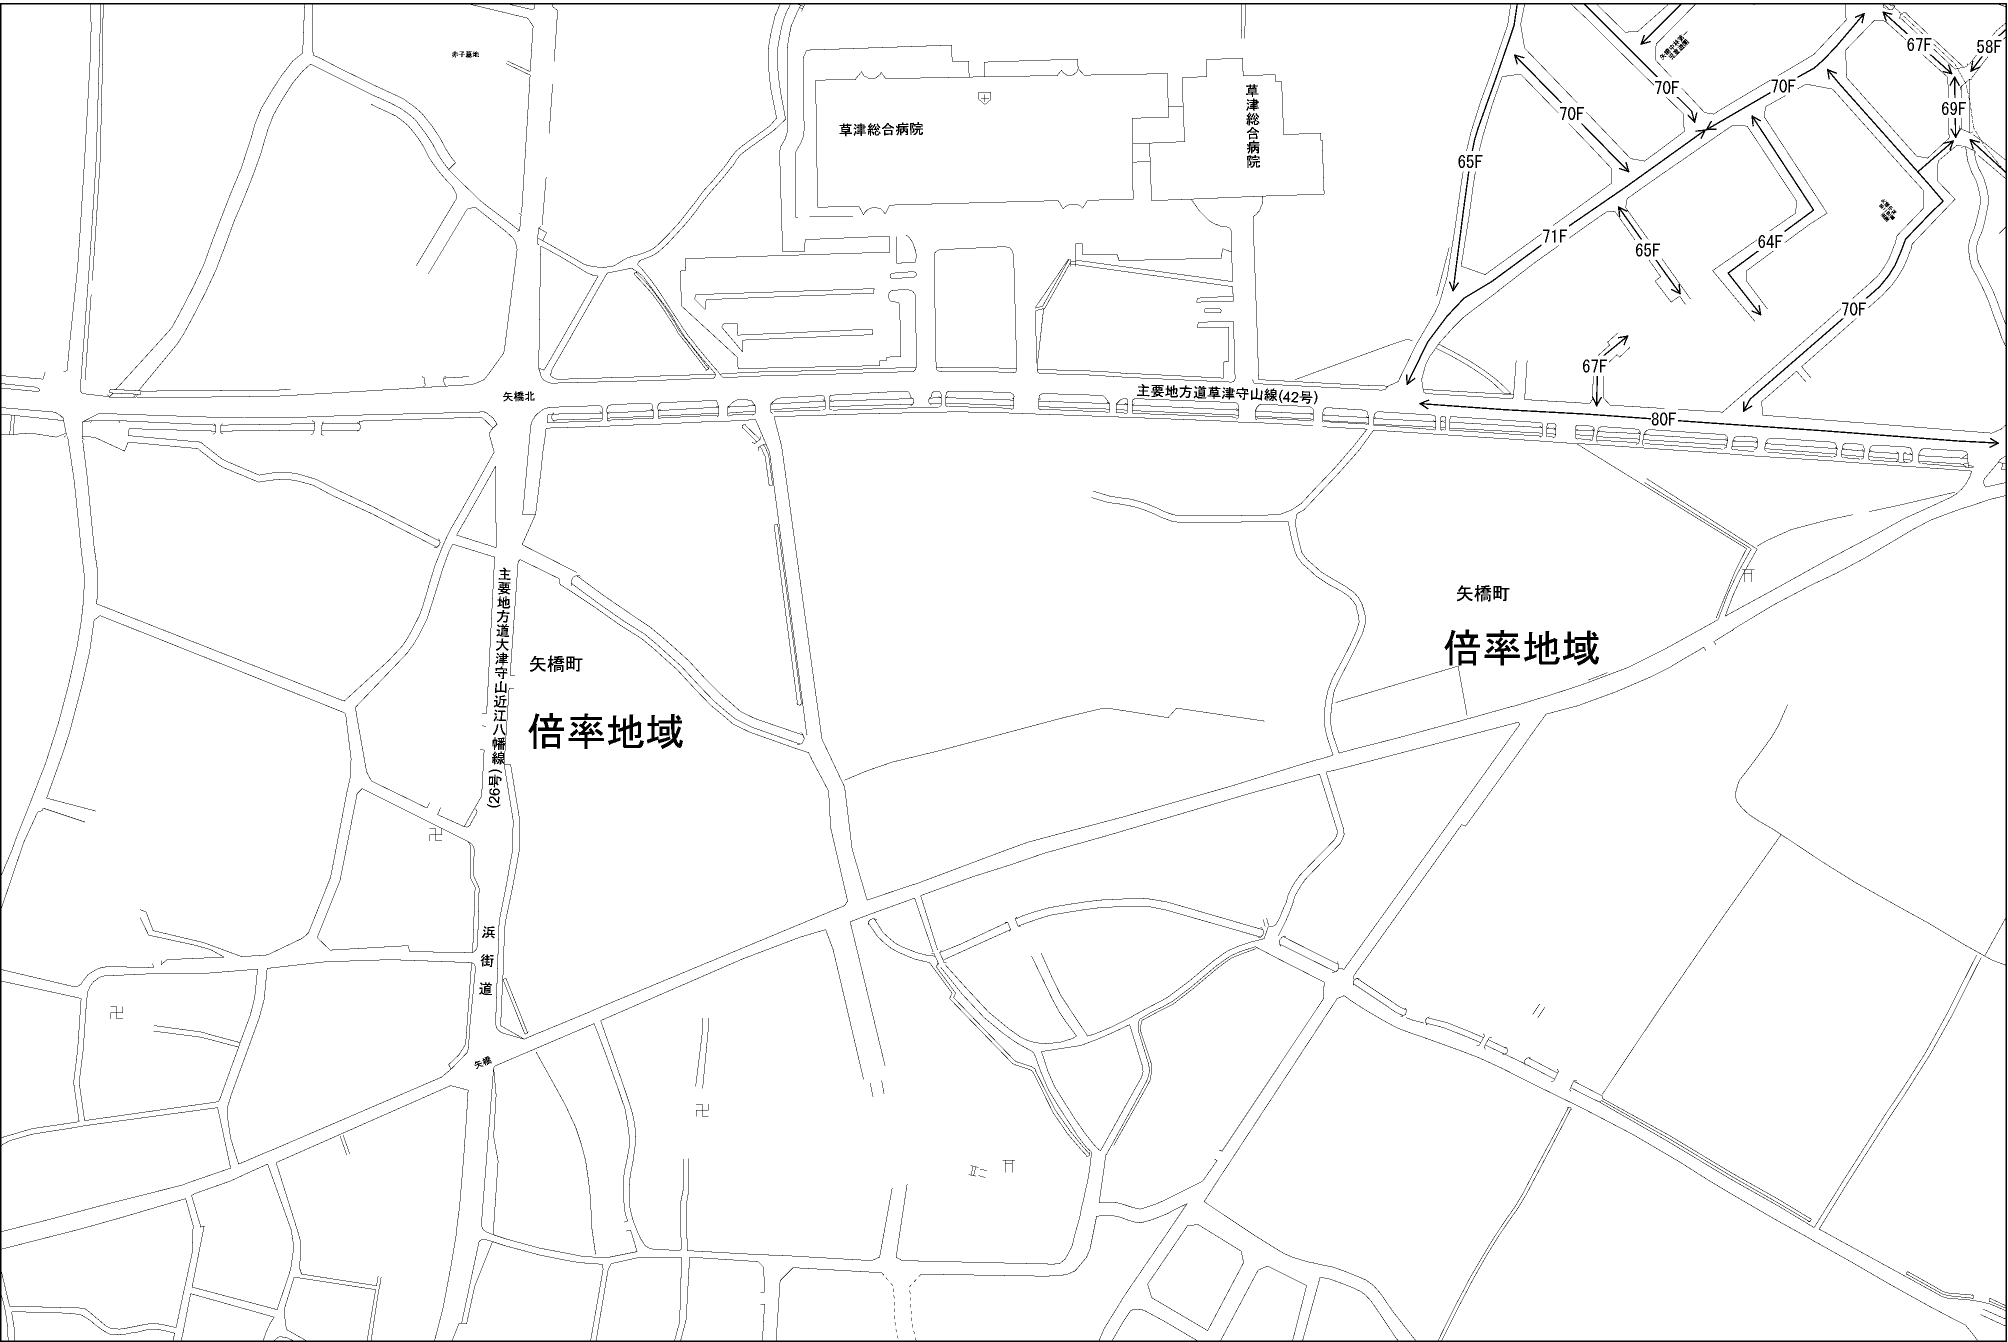 赤子墓地
67F
58F
70F
70F
70F
69F
草津総合病院
草津総合病院
65F
71F
65F
64F
70F
67F
矢橋北
主要地方道草津守山線(42号)
80F
矢橋町
倍率地域
主要地方道大津守山近江八幡線(26号)
矢橋町
倍率地域
浜街道
矢橋